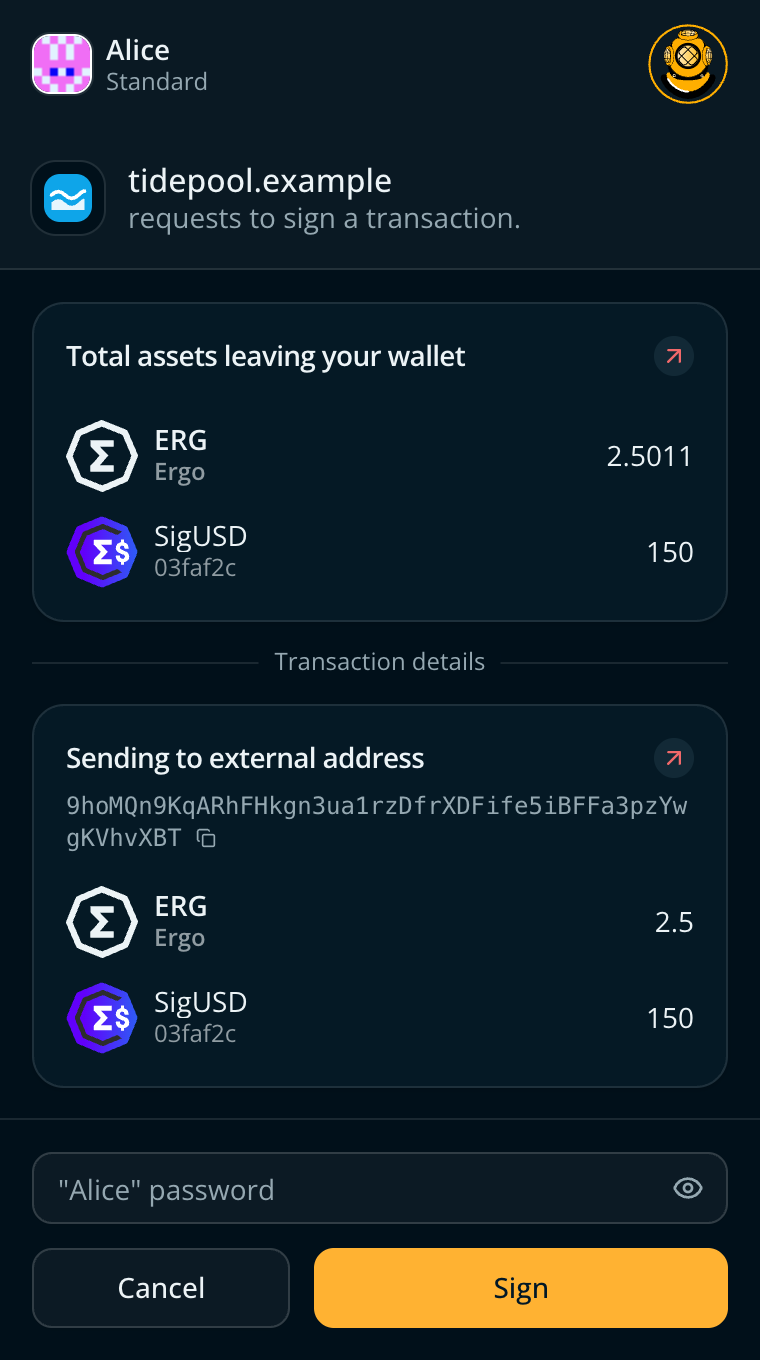 Alice
Standard
tidepool.example
requests to sign a transaction.
Total assets leaving your wallet
ERG
Ergo
2.5011
SigUSD
03faf2c
150
Transaction details
Sending to external address
9hoMQn9KqARhFHkgn3ua1rzDfrXDFife5iBFFa3pzYw
gKVhvXBT
ERG
Ergo
2.5
SigUSD
03faf2c
150
"Alice" password
Cancel
Sign